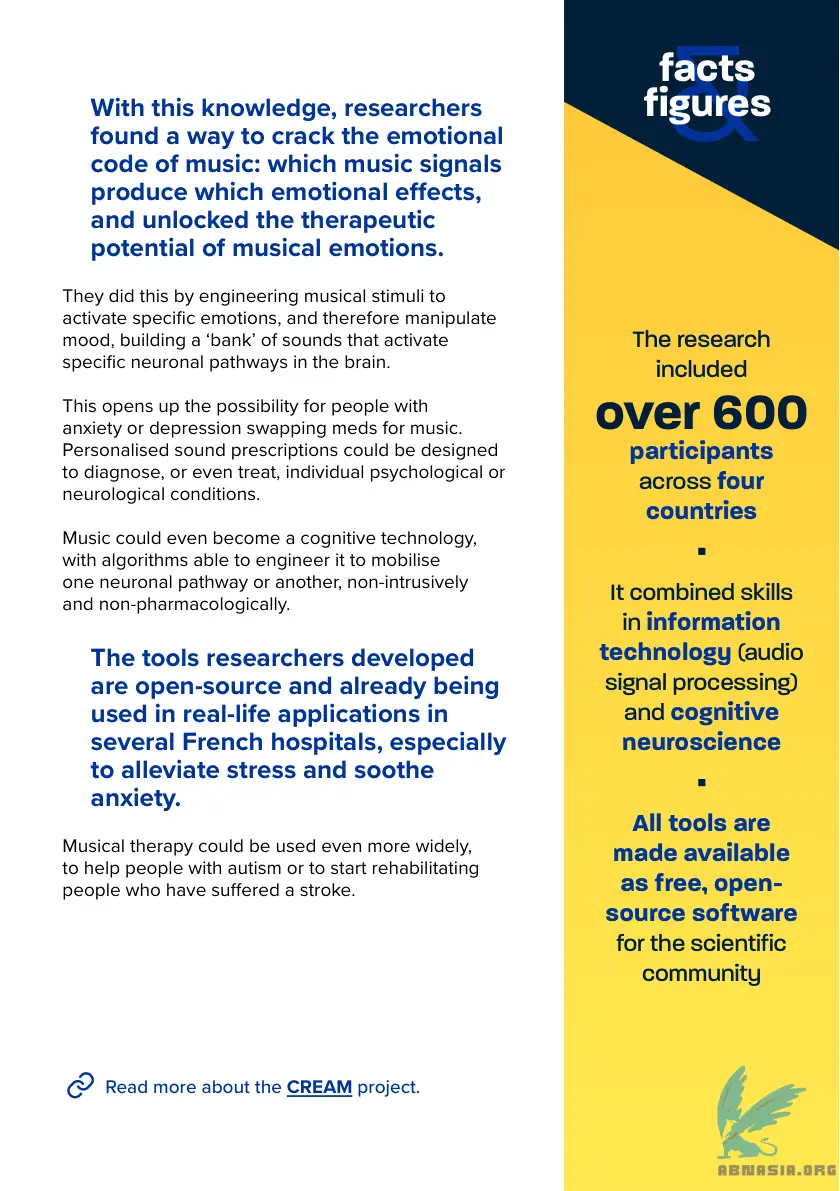 With this knowledge, researchers
found a way to crack the emotional
code of music: which music signals
produce which emotional effects,
and unlocked the therapeutic
potential of musical emotions.
They did this by engineering musical stimuli to
activate specific emotions, and therefore manipulate
mood, building a ‘bank’ of sounds that activate
specific neuronal pathways in the brain.
This opens up the possibility for people with
anxiety or depression swapping meds for music.
Personalised sound prescriptions could be designed
to diagnose, or even treat, individual psychological or
neurological conditions.
Music could even become a cognitive technology,
with algorithms able to engineer it to mobilise
one neuronal pathway or another, non-intrusively
and non-pharmacologically.
The tools researchers developed
are open-source and already being
used in real-life applications in
several French hospitals, especially
to alleviate stress and soothe
anxiety.
Musical therapy could be used even more widely,
to help people with autism or to start rehabilitating
people who have suffered a stroke.
Read more about the CREAM project.
facts
&
figures
The research
included
over 600
participants
across four
countries
▪
It combined skills
in information
technology (audio
signal processing)
and cognitive
neuroscience
▪
All tools are
made available
as free, open-
source software
for the scientific
community
ABNASIA.ORG